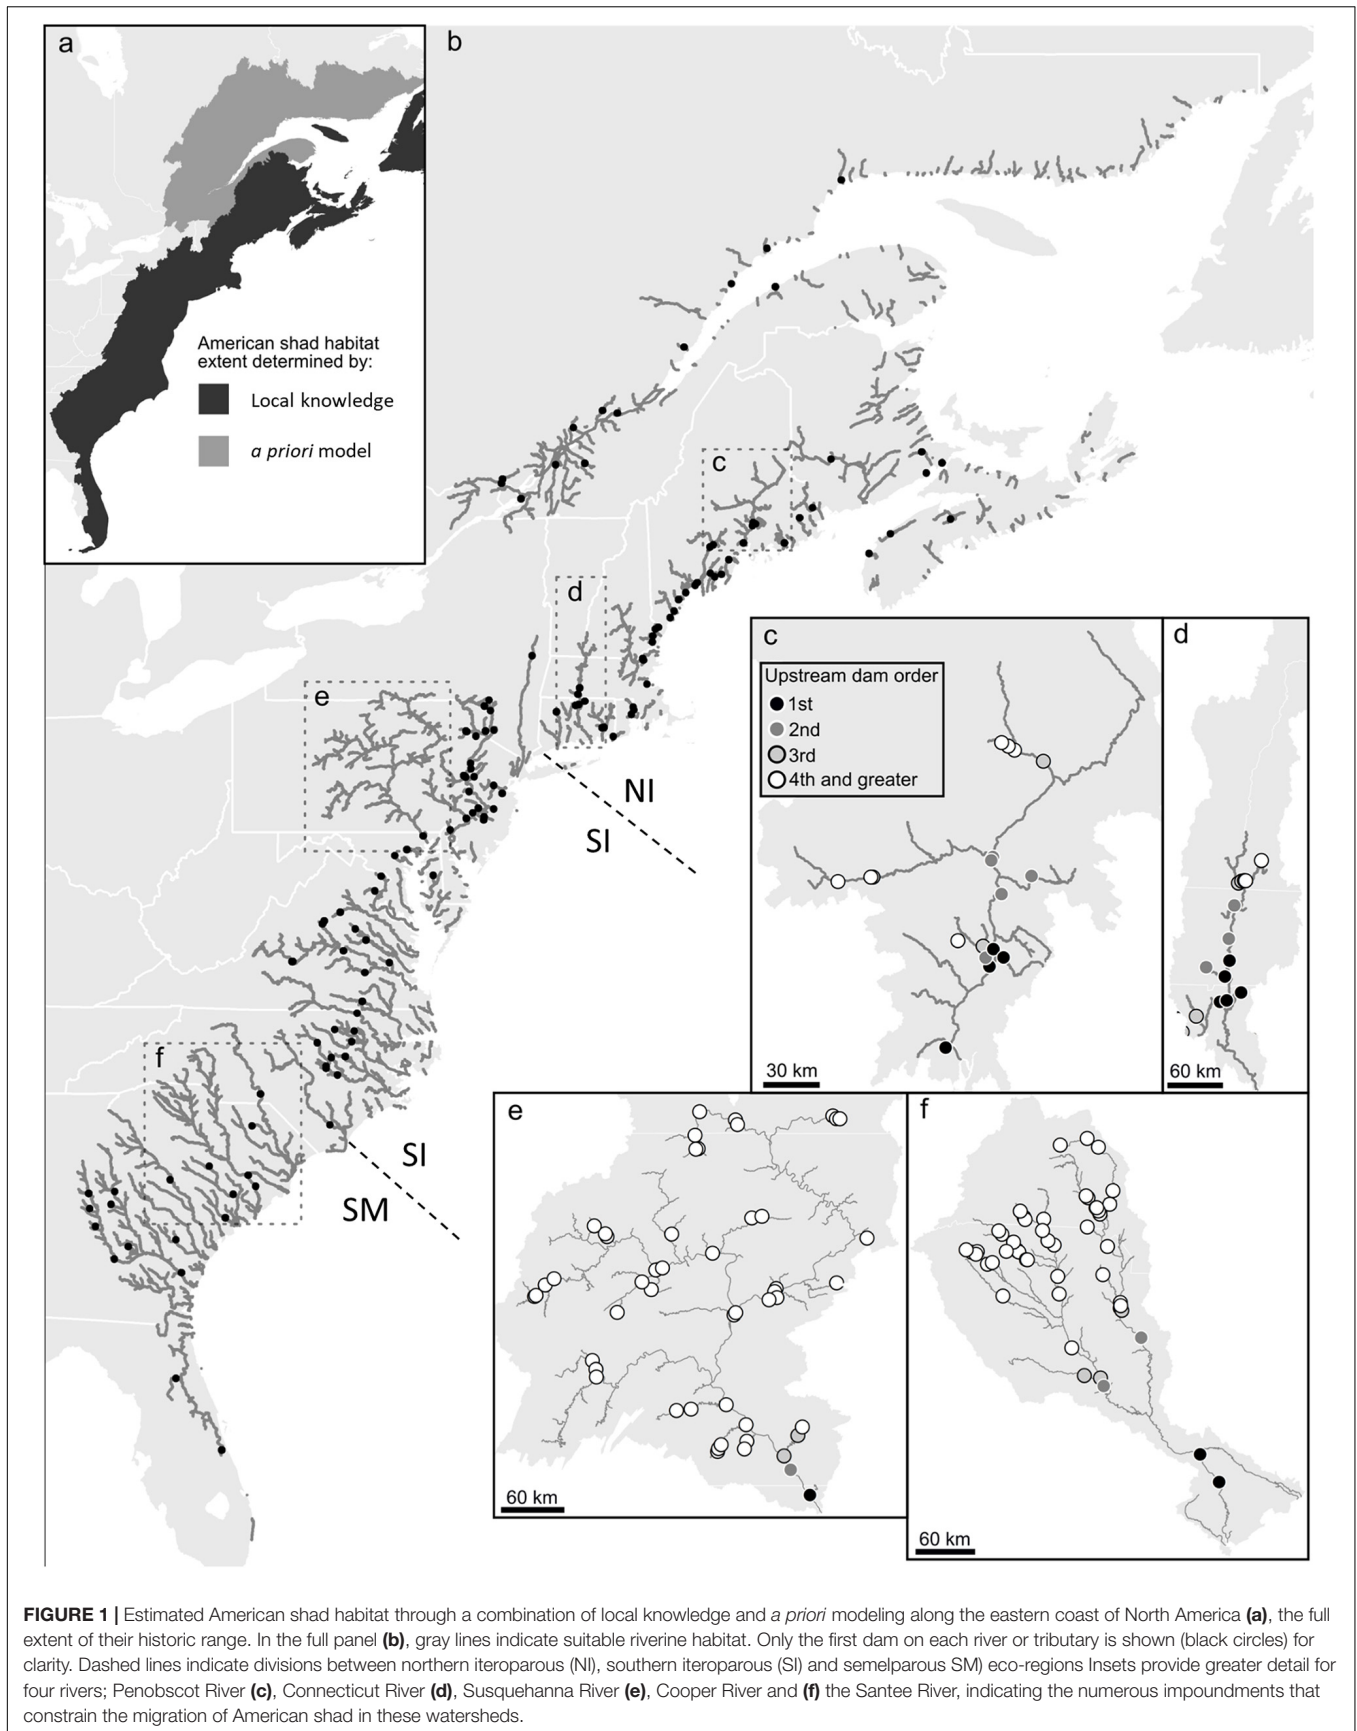 a
b
American shad habitat
extent determined by:
Local knowledge
a priori model
c
d
e
f
NI
SI
SI
SM
c
Upstream dam order
1st
2nd
3rd
4th and greater
30 km
d
60 km
e
60 km
f
60 km
FIGURE 1 | Estimated American shad habitat through a combination of local knowledge and a priori modeling along the eastern coast of North America (a), the full
extent of their historic range. In the full panel (b), gray lines indicate suitable riverine habitat. Only the first dam on each river or tributary is shown (black circles) for
clarity. Dashed lines indicate divisions between northern iteroparous (NI), southern iteroparous (SI) and semelparous SM) eco-regions Insets provide greater detail for
four rivers; Penobscot River (c), Connecticut River (d), Susquehanna River (e), Cooper River and (f) the Santee River, indicating the numerous impoundments that
constrain the migration of American shad in these watersheds.